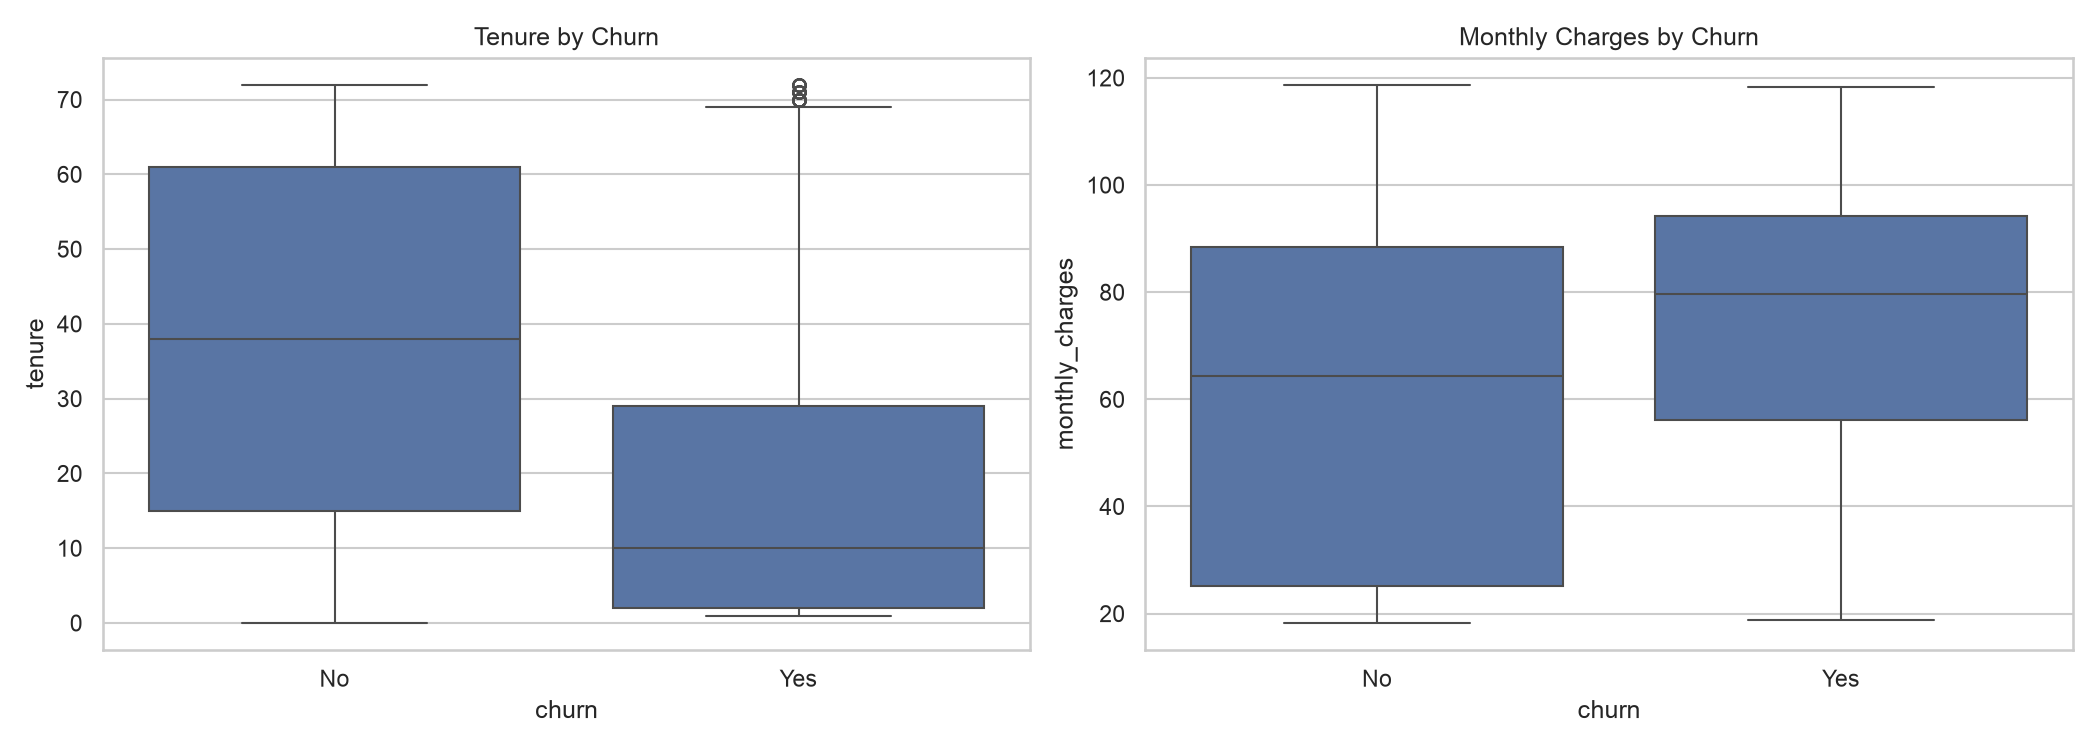 Tenure by Churn
70
60
50
40
30
20
10
0
tenure
No
Yes
churn
Monthly Charges by Churn
120
100
80
60
40
20
monthly_charges
No
Yes
churn